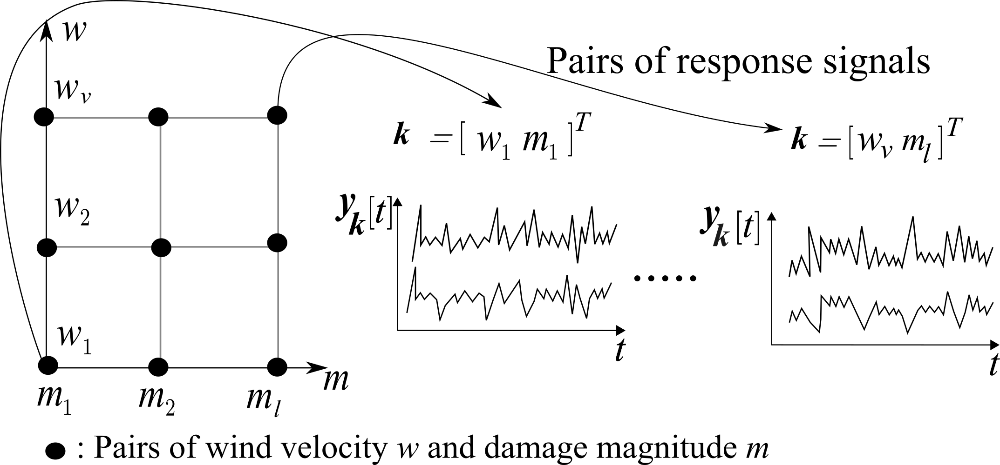 w
Pairs of response signals
w_v
k = [ w_1 m_1 ]^T
k = [ w_v m_l ]^T
w_2
y_k[t]
y_k[t]
w_1
t
t
m
m_1 m_2 m_l
: Pairs of wind velocity w and damage magnitude m